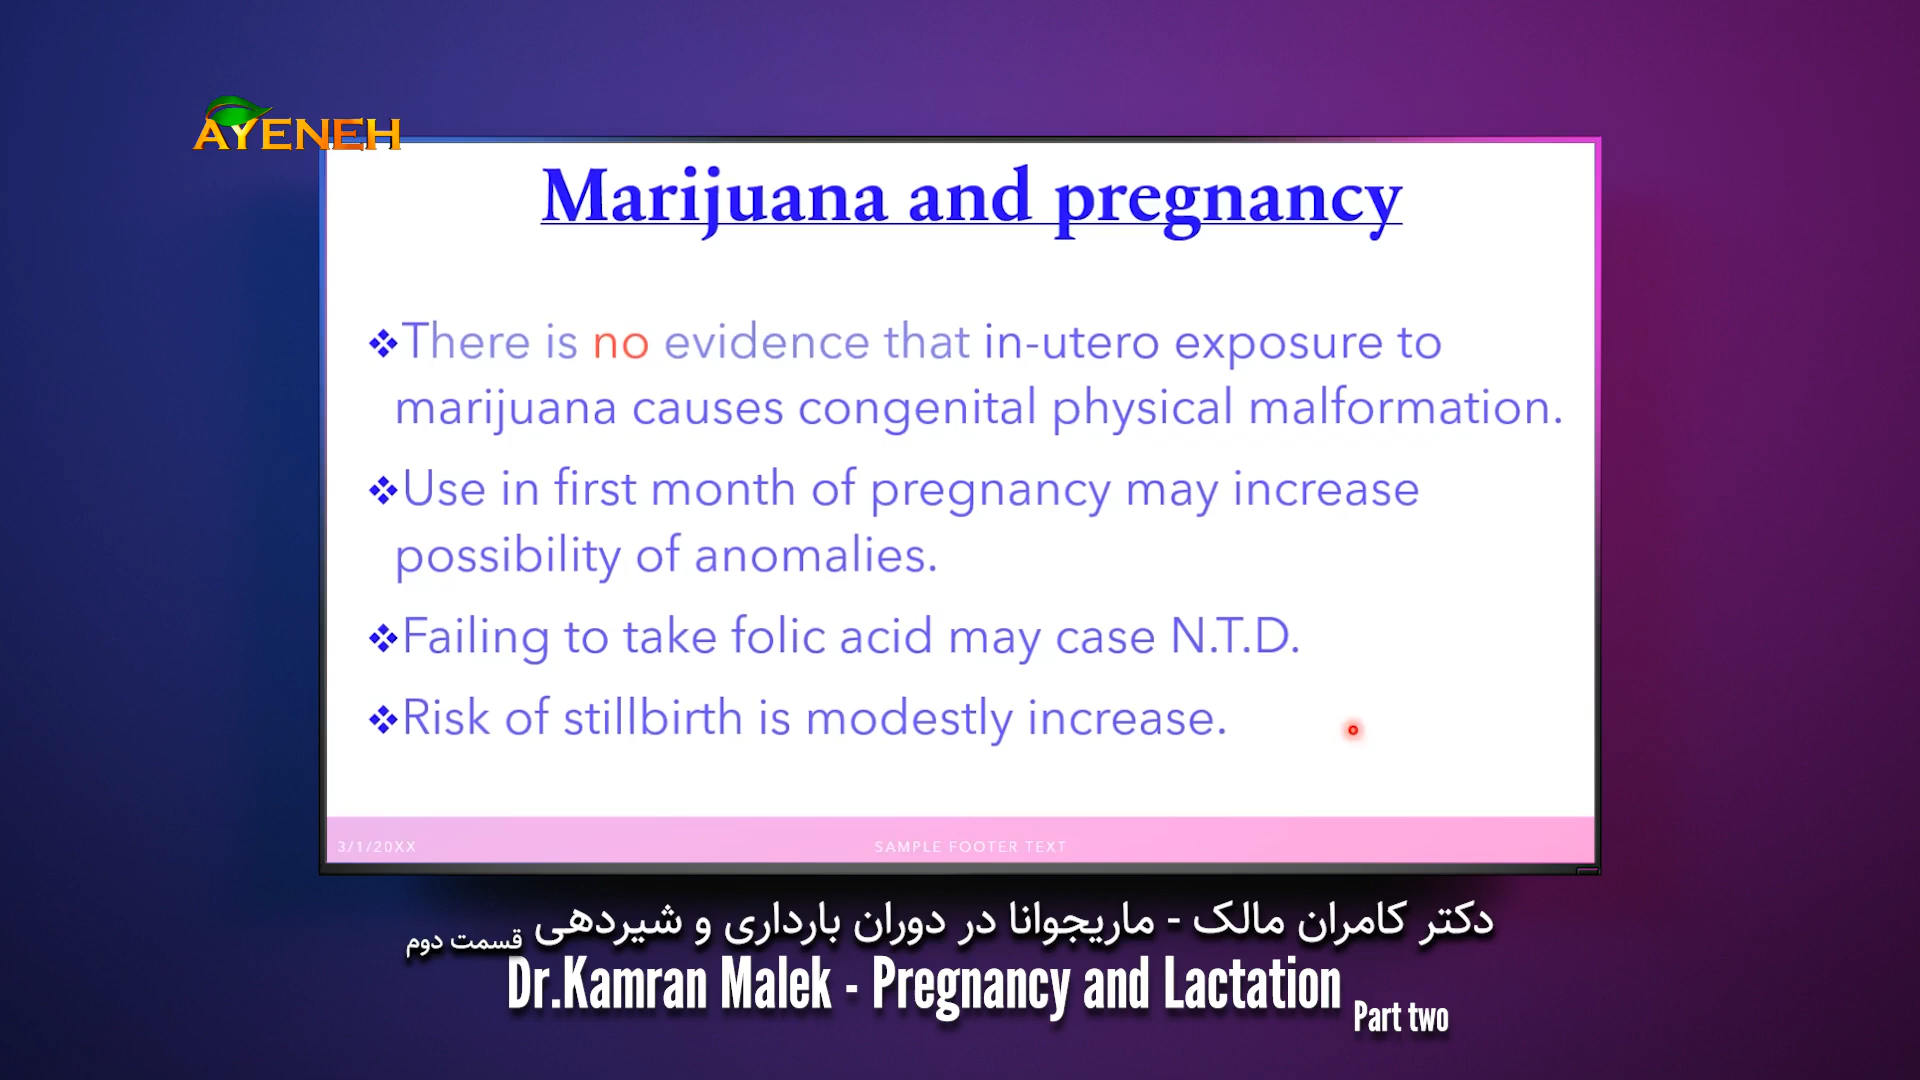 AYENEH
Marijuana and pregnancy
❖There is no evidence that in-utero exposure to
marijuana causes congenital physical malformation.
❖Use in first month of pregnancy may increase
possibility of anomalies.
❖Failing to take folic acid may case N.T.D.
❖Risk of stillbirth is modestly increase.
3/1/20XX
SAMPLE FOOTER TEXT
دکتر کامران مالک - ماریجوانا در دوران بارداری و شیردهی قسمت دوم
Dr.Kamran Malek - Pregnancy and Lactation Part two